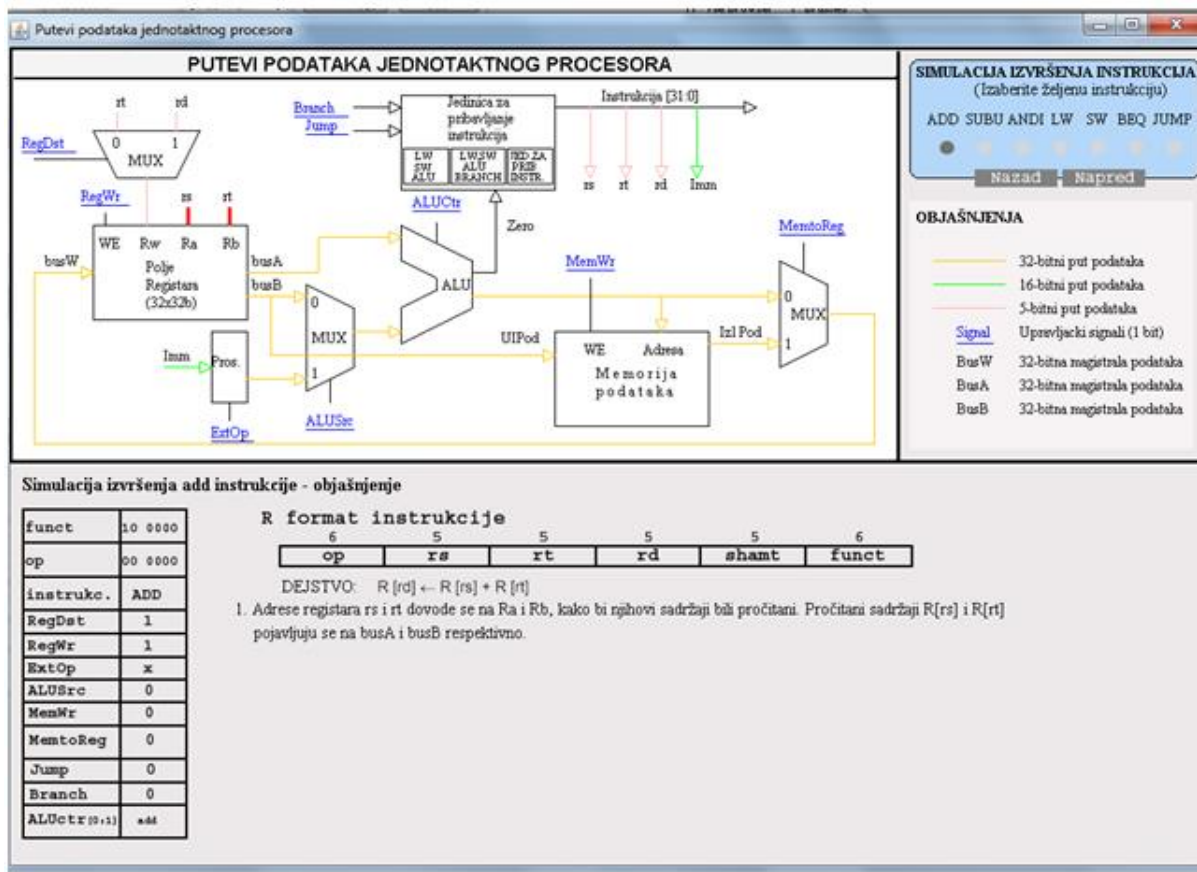 Putevi podataka jednotaktnog procesora
PUTEVI PODATAKA JEDNOTAKTNOG PROCESORA
rt rd
RegDst
0 1
MUX
RegWr
rs rt
WE Rw Ra Rb
busW
Polje
Registara
(32x32b)
busA
busB
Imm
Pros.
ExtOp
0
MUX
1
ALUSrc
Branch
Jump
Jedinica za
pribavljanje
instrukcija
LW
SW
ALU
LW,SW
ALU
BRANCH
JED.ZA
PRIB
INSTR.
Instrukcija [31:0]
rs rt rd Imm
ALUCtr
Zero
ALU
MemWr
UlPod
WE Adresa
Memorija
podataka
Izl Pod
MemtoReg
0
MUX
1
SIMULACIJA IZVRŠENJA INSTRUKCIJA
(Izaberite željenu instrukciju)
ADD SUBU ANDI LW SW BEQ JUMP
Nazad Napred
OBJAŠNJENJA
32-bitni put podataka
16-bitni put podataka
5-bitni put podataka
Signal Upravljacki signali (1 bit)
BusW 32-bitna magistrala podataka
BusA 32-bitna magistrala podataka
BusB 32-bitna magistrala podataka
Simulacija izvršenja add instrukcije - objašnjenje
funct 10 0000
op 00 0000
instrukc. ADD
RegDst 1
RegWr 1
ExtOp x
ALUSrc 0
MemWr 0
MemtoReg 0
Jump 0
Branch 0
ALUctr[0:1] add
R format instrukcije
6 5 5 5 5 6
op rs rt rd shamt funct
DEJSTVO: R [rd] ← R [rs] + R [rt]
1. Adrese registara rs i rt dovode se na Ra i Rb, kako bi njihovi sadržaji bili pročitani. Pročitani sadržaji R[rs] i R[rt]
pojavljuju se na busA i busB respektivno.